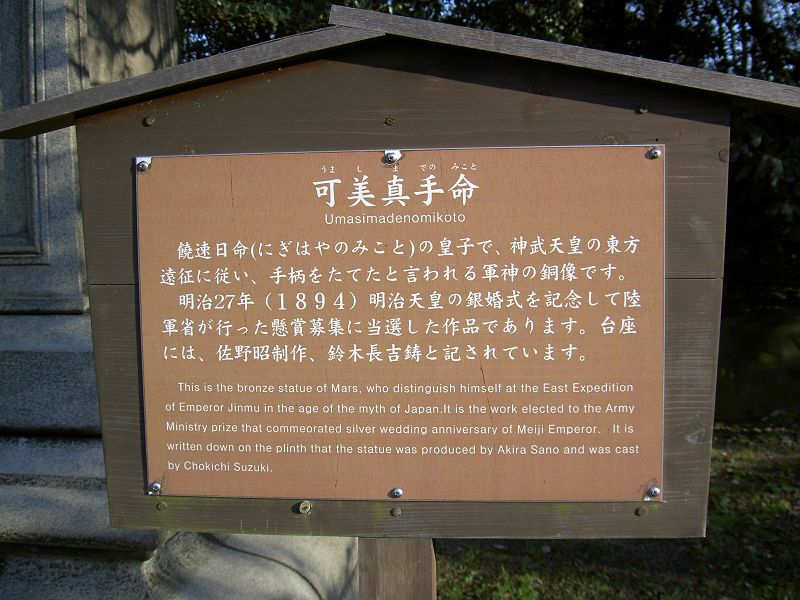 うましまでのみこと
可美真手命
Umasimadenomikoto
饒速日命(にぎはやのみこと)の皇子で、神武天皇の東方
遠征に従い、手柄をたてたと言われる軍神の銅像です。
明治27年（１８９４）明治天皇の銀婚式を記念して陸
軍省が行った懸賞募集に当選した作品であります。台座
には、佐野昭制作、鈴木長吉鋳と記されています。
This is the bronze statue of Mars, who distinguish himself at the East Expedition
of Emperor Jinmu in the age of the myth of Japan.It is the work elected to the Army
Ministry prize that commeorated silver wedding anniversary of Meiji Emperor. It is
written down on the plinth that the statue was produced by Akira Sano and was cast
by Chokichi Suzuki.